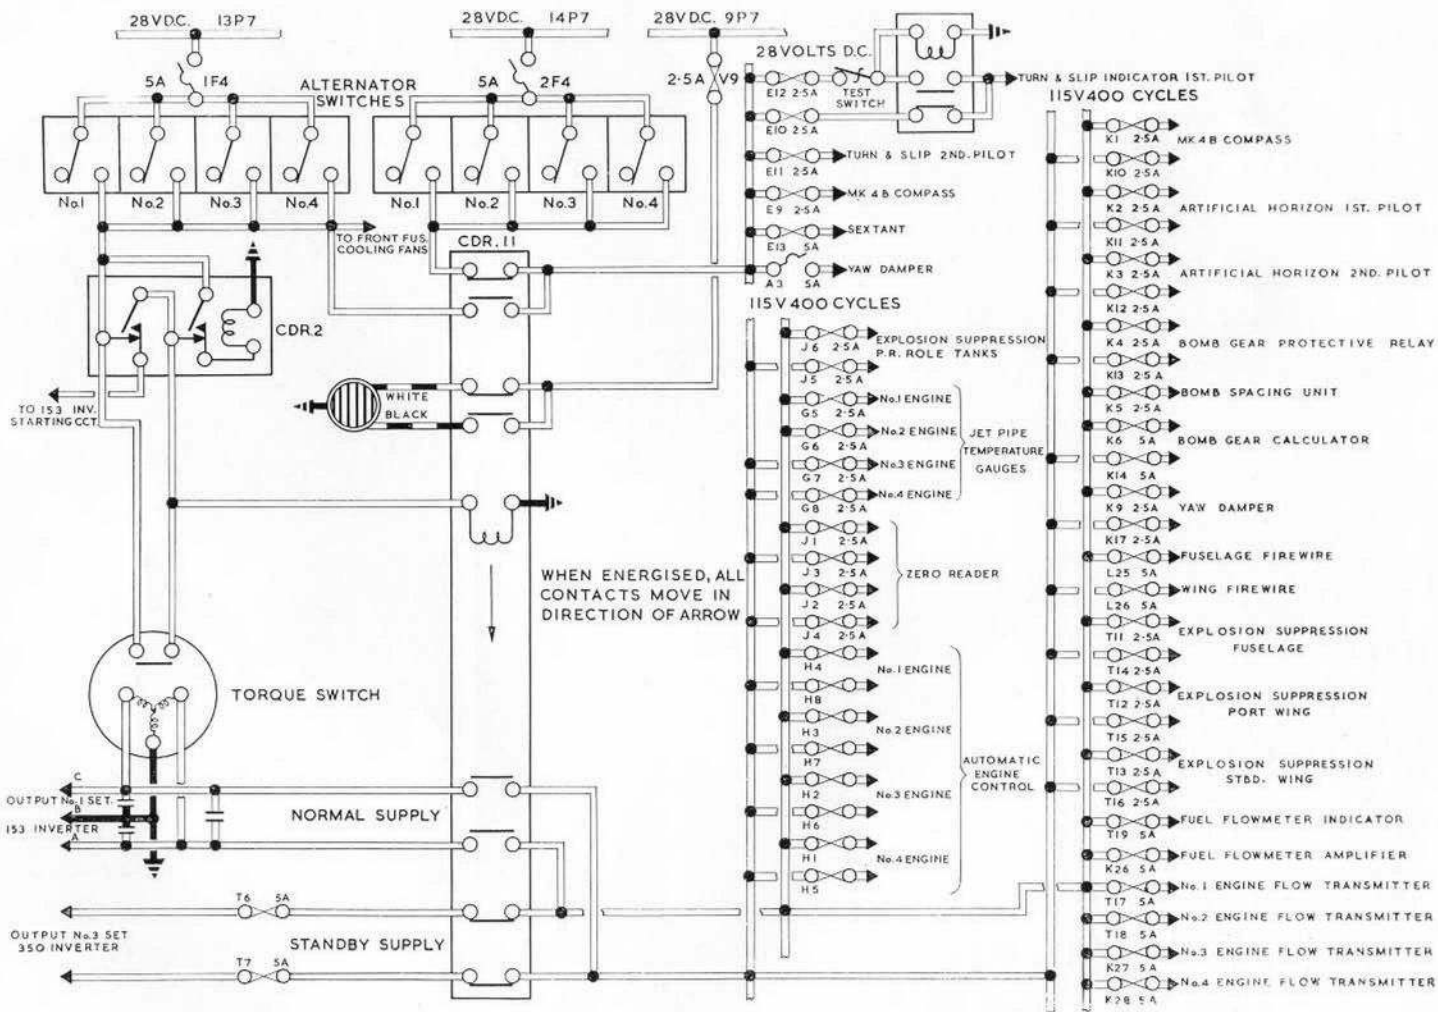 28V D.C. 13P7
28V D.C. 14P7
28V D.C. 9P7
5A 1F4
ALTERNATOR
SWITCHES
5A 2F4
2·5A V9
28 VOLTS D.C.
E12 2·5A
TEST
SWITCH
TURN & SLIP INDICATOR 1ST. PILOT
E10 2·5A
TURN & SLIP 2ND. PILOT
E11 2·5A
MK 4B COMPASS
E9 2·5A
SEXTANT
E13 5A
YAW DAMPER
A3 5A
No.1
No.2
No.3
No.4
No.1
No.2
No.3
No.4
TO FRONT FUS.
COOLING FANS
CDR. 11
CDR.2
TO 153 INV.
STARTING CCT.
WHITE
BLACK
WHEN ENERGISED, ALL
CONTACTS MOVE IN
DIRECTION OF ARROW
TORQUE SWITCH
C
OUTPUT No.1 SET.
B
153 INVERTER
A
NORMAL SUPPLY
T6 5A
OUTPUT No.3 SET
350 INVERTER
STANDBY SUPPLY
T7 5A
115V 400 CYCLES
J6 2·5A
EXPLOSION SUPPRESSION
P.R. ROLE TANKS
J5 2·5A
No.1 ENGINE
G5 2·5A
No.2 ENGINE
G6 2·5A
No.3 ENGINE
G7 2·5A
No.4 ENGINE
G8 2·5A
JET PIPE
TEMPERATURE
GAUGES
J1 2·5A
J3 2·5A
J2 2·5A
J4 2·5A
ZERO READER
H4
No.1 ENGINE
H8
H3
No.2 ENGINE
H7
H2
No.3 ENGINE
H6
H1
No.4 ENGINE
H5
AUTOMATIC
ENGINE
CONTROL
115V 400 CYCLES
K1 2·5A
MK 4B COMPASS
K10 2·5A
K2 2·5A
ARTIFICIAL HORIZON 1ST. PILOT
K11 2·5A
K3 2·5A
ARTIFICIAL HORIZON 2ND. PILOT
K12 2·5A
K4 2·5A
BOMB GEAR PROTECTIVE RELAY
K13 2·5A
BOMB SPACING UNIT
K5 2·5A
K6 5A
BOMB GEAR CALCULATOR
K14 5A
K9 2·5A
YAW DAMPER
K17 2·5A
FUSELAGE FIREWIRE
L25 5A
WING FIREWIRE
L26 5A
T11 2·5A
EXPLOSION SUPPRESSION
FUSELAGE
T14 2·5A
T12 2·5A
EXPLOSION SUPPRESSION
PORT WING
T15 2·5A
T13 2·5A
EXPLOSION SUPPRESSION
STBD. WING
T16 2·5A
FUEL FLOWMETER INDICATOR
T19 5A
FUEL FLOWMETER AMPLIFIER
K26 5A
No.1 ENGINE FLOW TRANSMITTER
T17 5A
No.2 ENGINE FLOW TRANSMITTER
T18 5A
No.3 ENGINE FLOW TRANSMITTER
K27 5A
No.4 ENGINE FLOW TRANSMITTER
K28 5A